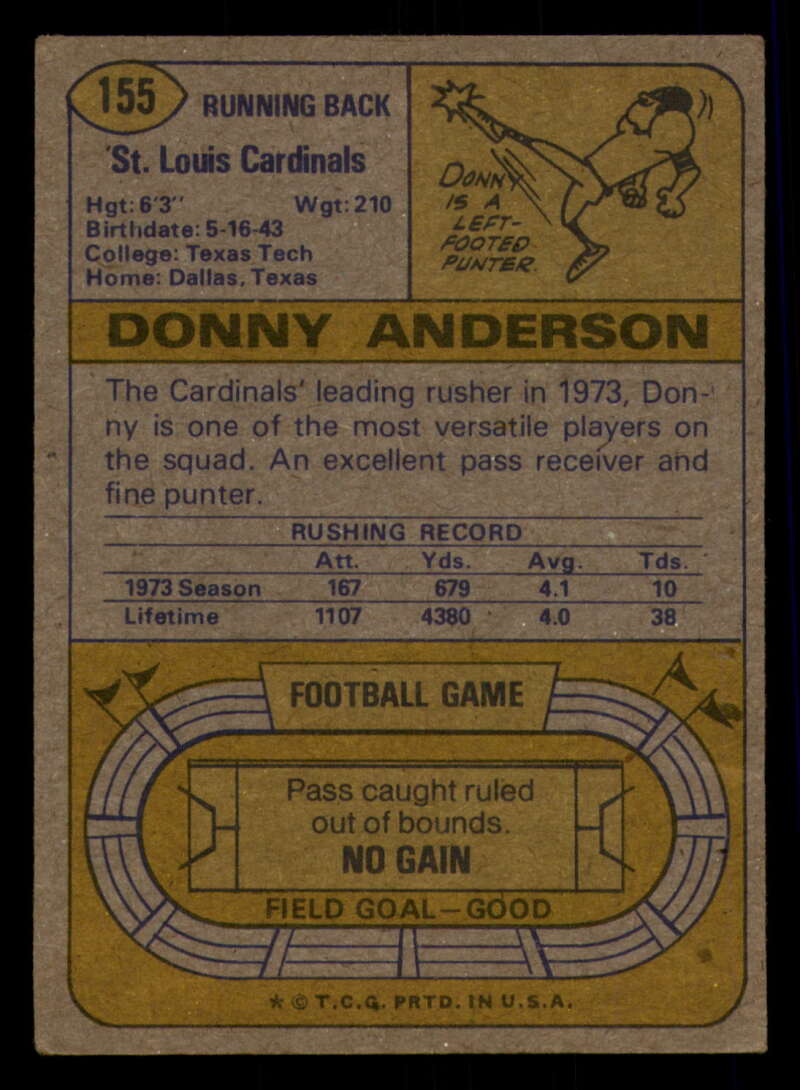 155
RUNNING BACK
St. Louis Cardinals
Hgt: 6'3" Wgt: 210
Birthdate: 5-16-43
College: Texas Tech
Home: Dallas, Texas
DONNY
IS A
LEFT-
FOOTED
PUNTER.
DONNY ANDERSON
The Cardinals' leading rusher in 1973, Don-
ny is one of the most versatile players on
the squad. An excellent pass receiver and
fine punter.
RUSHING RECORD
Att. Yds. Avg. Tds.
1973 Season 167 679 4.1 10
Lifetime 1107 4380 4.0 38
FOOTBALL GAME
Pass caught ruled
out of bounds.
NO GAIN
FIELD GOAL—GOOD
* © T.C.G. PRTD. IN U.S.A.